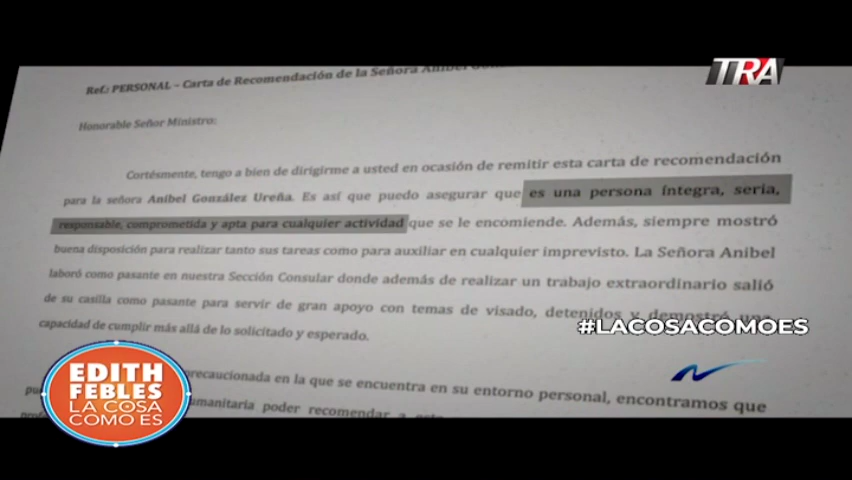 TRA
Ref.: PERSONAL – Carta de Recomendación de la Señora Anibel
Honorable Señor Ministro:
Cortésmente, tengo a bien de dirigirme a usted en ocasión de remitir esta carta de recomendación
para la señora Anibel González Ureña. Es así que puedo asegurar que es una persona íntegra, seria,
responsable, comprometida y apta para cualquier actividad que se le encomiende. Además, siempre mostró
buena disposición para realizar tanto sus tareas como para auxiliar en cualquier imprevisto. La Señora Anibel
laboró como pasante en nuestra Sección Consular donde además de realizar un trabajo extraordinario salió
de su casilla como pasante para servir de gran apoyo con temas de visado, detenidos y demostró una
capacidad de cumplir más allá de lo solicitado y esperado.
#LACOSACOMOES
precaucionada en la que se encuentra en su entorno personal, encontramos que
poder recomendar a
EDITH
FEBLES
LA COSA
COMO ES